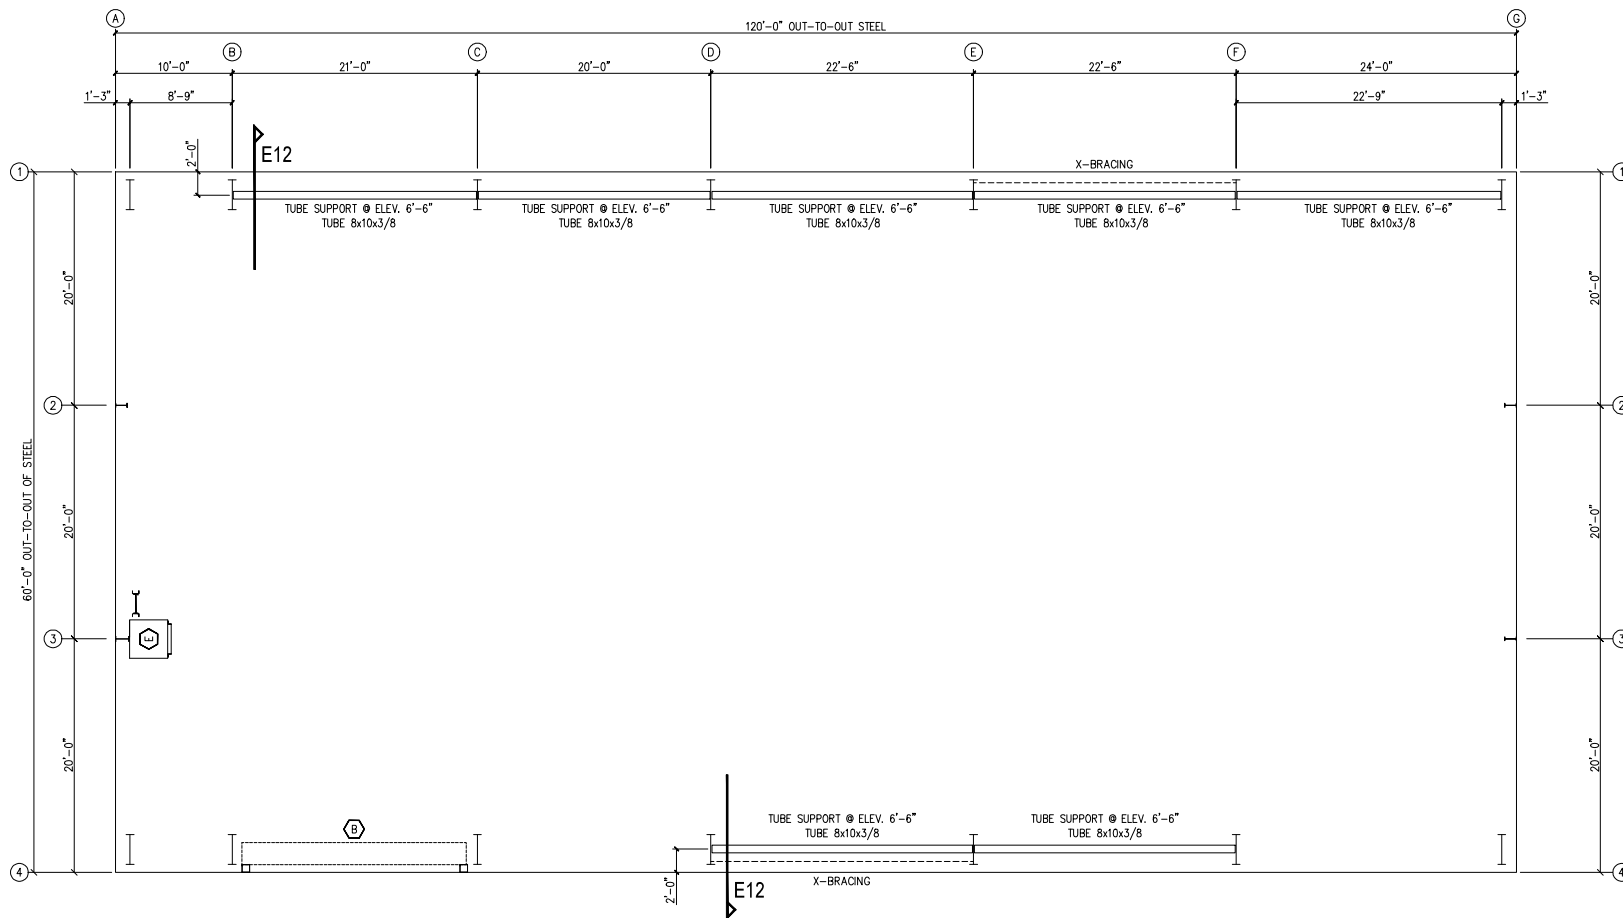 A
G
120'-0" OUT-TO-OUT STEEL
B
C
D
E
F
10'-0"
21'-0"
20'-0"
22'-6"
22'-6"
24'-0"
1'-3"
8'-9"
22'-9"
1'-3"
2'-0"
E12
X-BRACING
1
1
TUBE SUPPORT @ ELEV. 6'-6"
TUBE 8x10x3/8
TUBE SUPPORT @ ELEV. 6'-6"
TUBE 8x10x3/8
TUBE SUPPORT @ ELEV. 6'-6"
TUBE 8x10x3/8
TUBE SUPPORT @ ELEV. 6'-6"
TUBE 8x10x3/8
TUBE SUPPORT @ ELEV. 6'-6"
TUBE 8x10x3/8
20'-0"
20'-0"
2
2
60'-0" OUT-TO-OUT OF STEEL
20'-0"
20'-0"
3
E
3
20'-0"
20'-0"
B
TUBE SUPPORT @ ELEV. 6'-6"
TUBE 8x10x3/8
TUBE SUPPORT @ ELEV. 6'-6"
TUBE 8x10x3/8
4
4
X-BRACING
2'-0"
E12